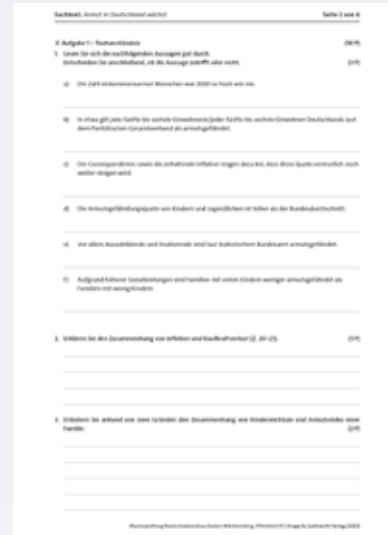 Sachtext: Armut in Deutschland wächst Seite 2 von 6
II Aufgabe 1 – Textverständnis (10 P)
1. Lesen Sie sich die nachfolgenden Aussagen gut durch.
Entscheiden Sie anschließend, ob die Aussage zutrifft oder nicht.
a) Die Zahl einkommensarmer Menschen war 2020 so hoch wie nie.
b) In etwa gilt jede fünfte bis sechste Einwohnerin/jeder fünfte bis sechste Einwohner Deutschlands laut
dem Paritätischen Gesamtverband als armutsgefährdet.
c) Die Coronapandemie sowie die anhaltende Inflation tragen dazu bei, dass diese Quote vermutlich noch
weiter steigen wird.
d) Die Armutsgefährdungsquote von Kindern und Jugendlichen ist höher als der Bundesdurchschnitt.
e) Vor allem Auszubildende und Studierende sind laut Statistischem Bundesamt armutsgefährdet.
f) Aufgrund höherer Sozialleistungen sind Familien mit vielen Kindern weniger armutsgefährdet als
Familien mit wenig Kindern.
2. Erklären Sie den Zusammenhang von Inflation und Kaufkraftverlust
3. Erläutern Sie anhand von zwei Gründen den Zusammenhang von Kinderreichtum und Armutsrisiko einer
Familie. (2 P)
Musterprüfung Realschulabschluss Baden-Württemberg